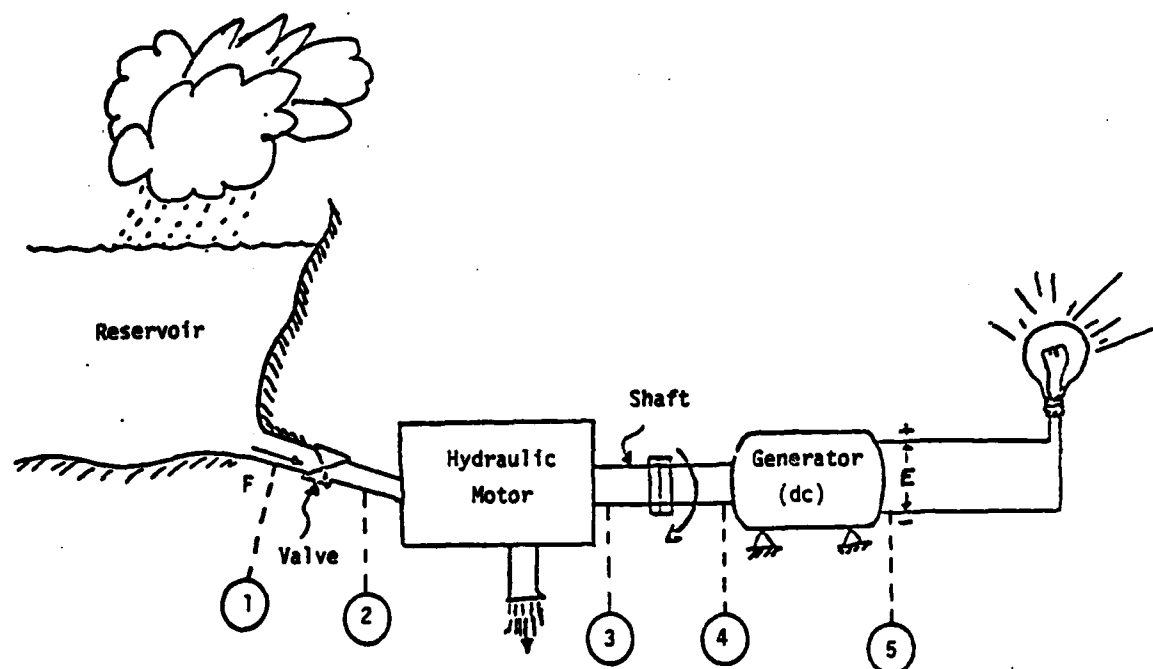 Reservoir
Shaft
Hydraulic
Motor
Generator
(dc)
+
E
-
F
Valve
1
2
3
4
5